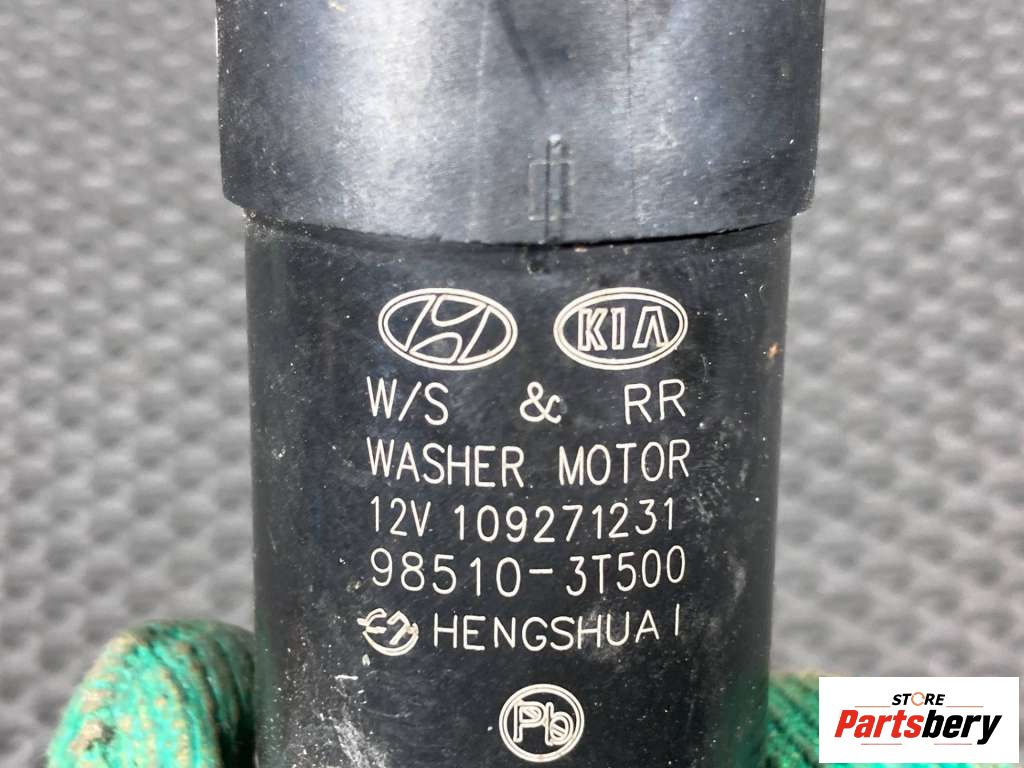 KIA
W/S & RR
WASHER MOTOR
12V 109271231
98510-3T500
HENGSHUAI
Pb
STORE
Partsbery